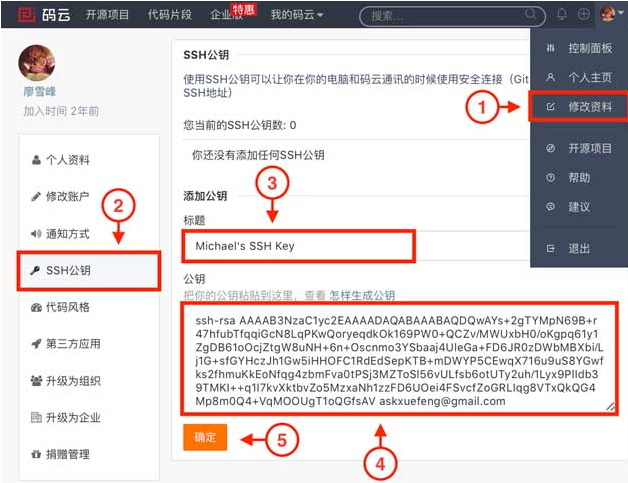 码云 开源项目 代码片段 企业版 特惠 我的码云 搜索...
廖雪峰
加入时间 2年前
个人资料
修改账户
通知方式
2
SSH公钥
代码风格
第三方应用
升级为组织
升级为企业
捐赠管理
SSH公钥
使用SSH公钥可以让你在你的电脑和码云通讯的时候使用安全连接（Git
SSH地址）
您当前的SSH公钥数: 0
你还没有添加任何SSH公钥
3
添加公钥
标题
Michael's SSH Key
公钥
把你的公钥粘贴到这里，查看 怎样生成公钥
ssh-rsa AAAAB3NzaC1yc2EAAAADAQABAAABAQDQwAYs+2gTYMpN69B+r
47hfubTfqqiGcN8LqPKwQoryeqdkOk169PW0+QCZv/MWUxbH0/oKgpq61y1
ZgDB61oOcjZtgW8uNH+6n+Oscnmo3YSbaaj4UleGa+FD6JR0zDWbMBXbi/L
j1G+sfGYHczJh1Gw5iHHOFC1RdEdSepKTB+mDWYP5CEwqX716u9uS8YGwf
ks2fhmuKkEoNfqg4zbmFva0tPSj3MZToSl56vULfsb6otUTy2uh/1Lyx9PIIdb3
9TMKI++q1I7kvXktbvZo5MzxaNh1zzFD6UOei4FSvcfZoGRLIqg8VTxQkQG4
Mp8m0Q4+VqMOOUgT1oQGfsAV askxuefeng@gmail.com
确定
5
4
控制面板
个人主页
1
修改资料
开源项目
帮助
建议
退出